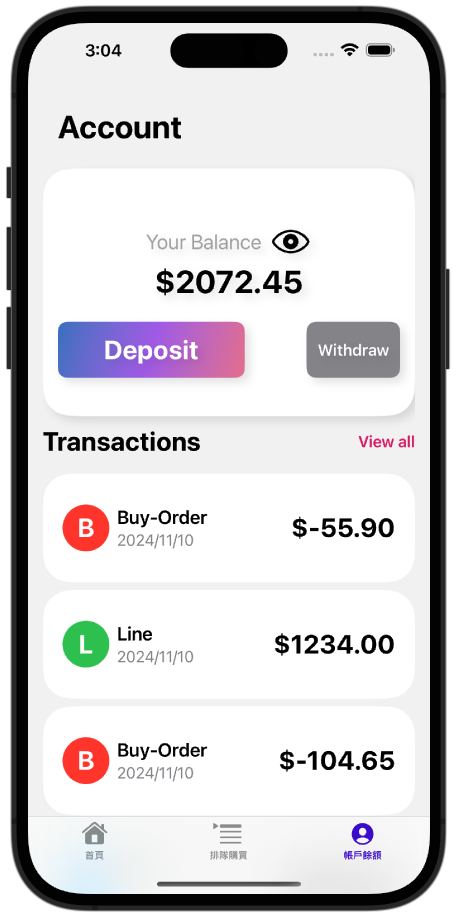 3:04
Account
Your Balance
$2072.45
Deposit
Withdraw
Transactions
View all
B
Buy-Order
2024/11/10
$-55.90
L
Line
2024/11/10
$1234.00
B
Buy-Order
2024/11/10
$-104.65
首頁
排隊購買
帳戶餘額